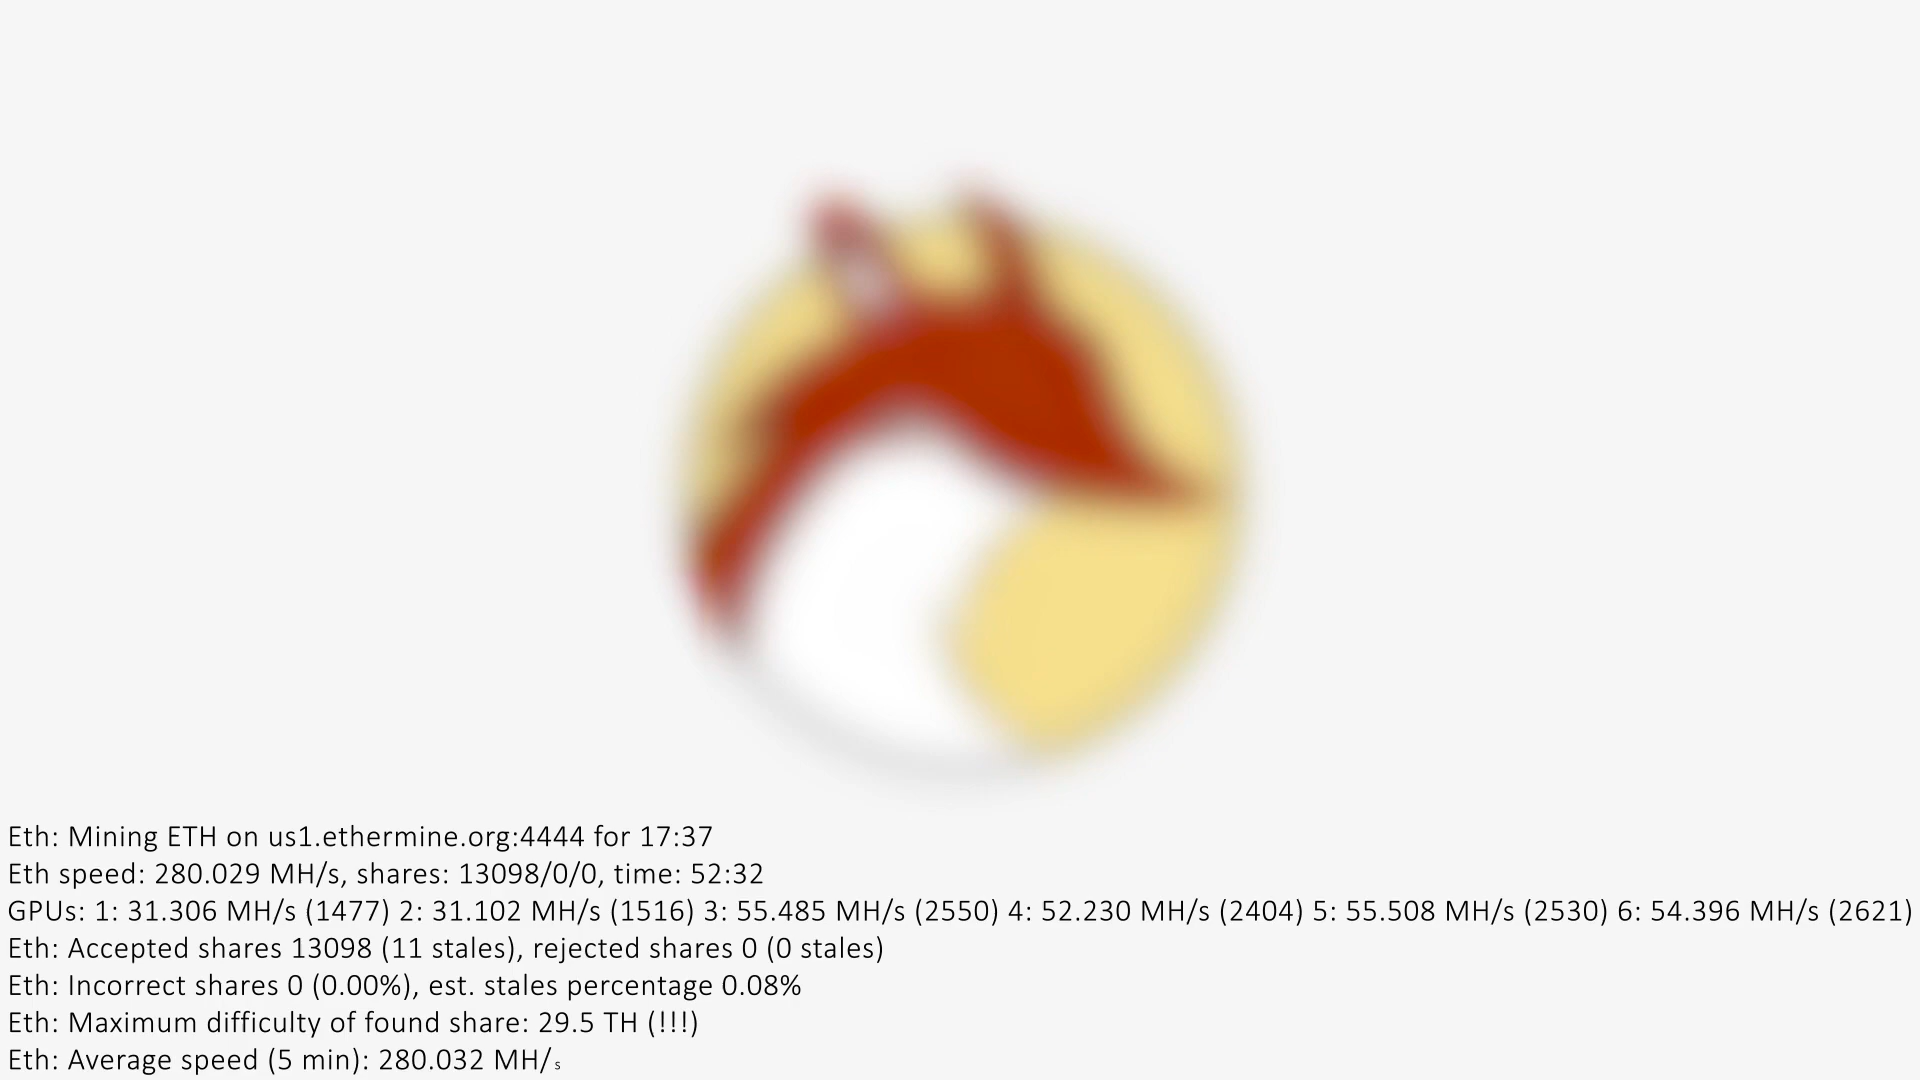 Eth: Mining ETH on us1.ethermine.org:4444 for 17:37
Eth speed: 280.029 MH/s, shares: 13098/0/0, time: 52:32
GPUs: 1: 31.306 MH/s (1477) 2: 31.102 MH/s (1516) 3: 55.485 MH/s (2550) 4: 52.230 MH/s (2404) 5: 55.508 MH/s (2530) 6: 54.396 MH/s (2621)
Eth: Accepted shares 13098 (11 stales), rejected shares 0 (0 stales)
Eth: Incorrect shares 0 (0.00%), est. stales percentage 0.08%
Eth: Maximum difficulty of found share: 29.5 TH (!!!)
Eth: Average speed (5 min): 280.032 MH/s